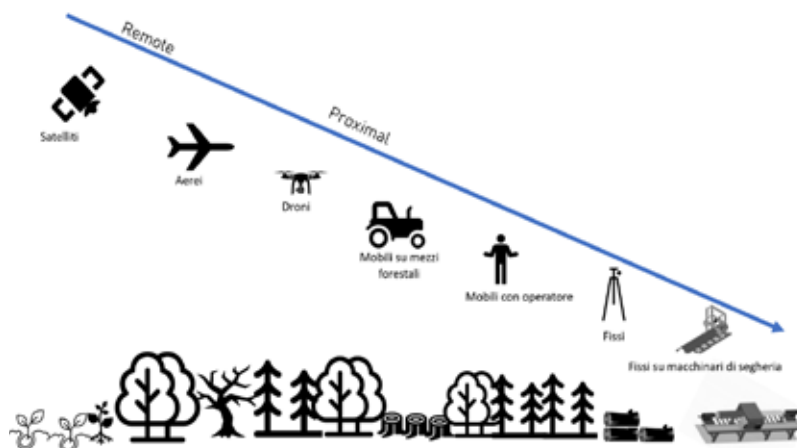 Remote
Proximal
Satelliti
Aerei
Droni
Mobili su mezzi
forestali
Mobili con operatore
Fissi
Fissi su macchinari di segheria